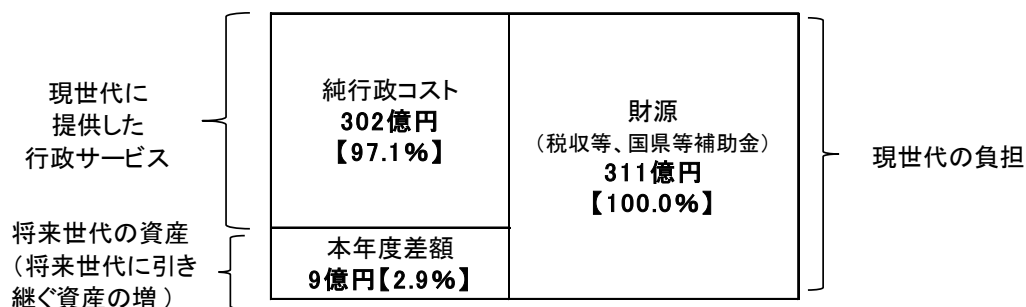 現世代に
提供した
行政サービス
純行政コスト
302億円
【97.1%】
財源
（税収等、国県等補助金）
311億円
【100.0%】
現世代の負担
将来世代の資産
（将来世代に引き
継ぐ資産の増）
本年度差額
9億円【2.9%】